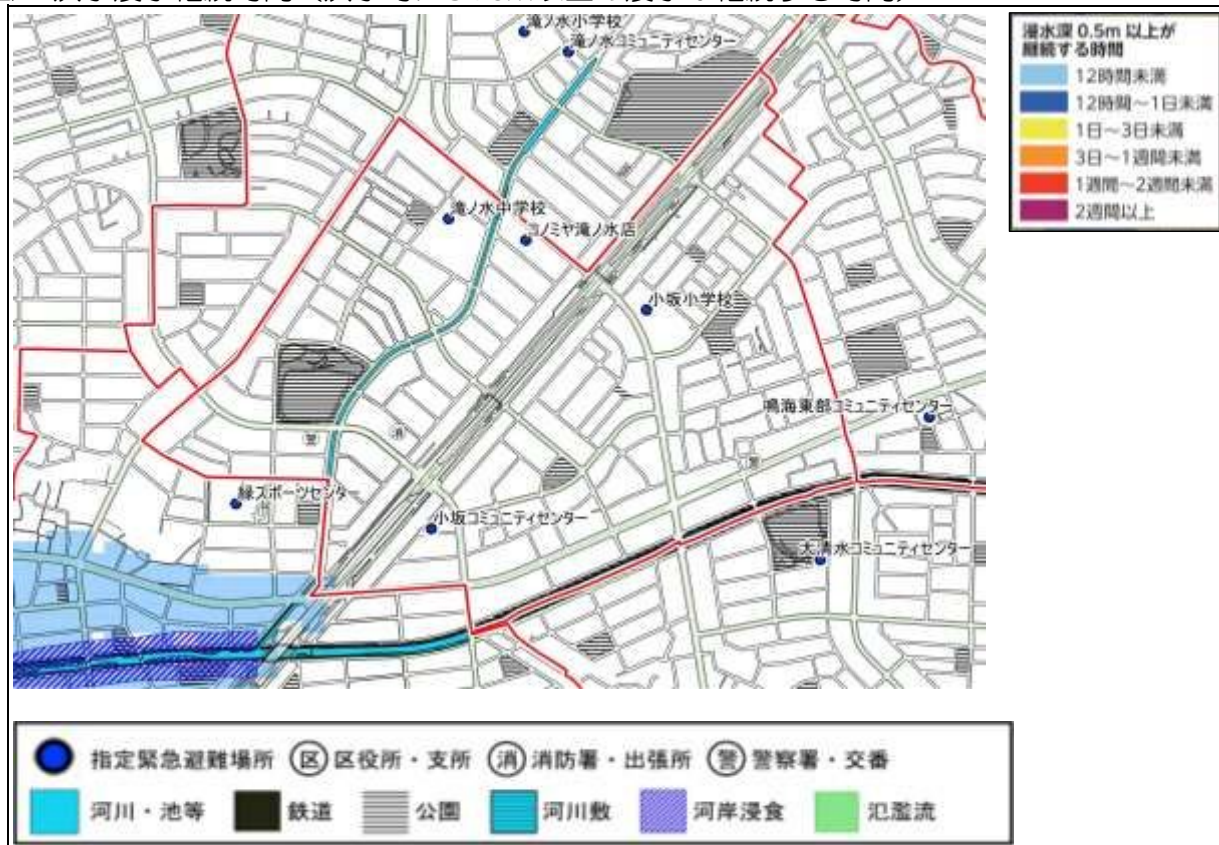 滝ノ水小学校
滝ノ水コミュニティセンター
滝ノ水中学校
コノミヤ滝ノ水店
小坂小学校
鳴海東部コミュニティセンター
緑スポーツセンター
小坂コミュニティセンター
大清水コミュニティセンター
警
消
浸水深 0.5m 以上が
継続する時間
12時間未満
12時間~1日未満
1日~3日未満
3日~1週間未満
1週間~2週間未満
2週間以上
指定緊急避難場所 区 区役所・支所 消 消防署・出張所 警 警察署・交番
河川・池等 鉄道 公園 河川敷 河岸浸食 氾濫流